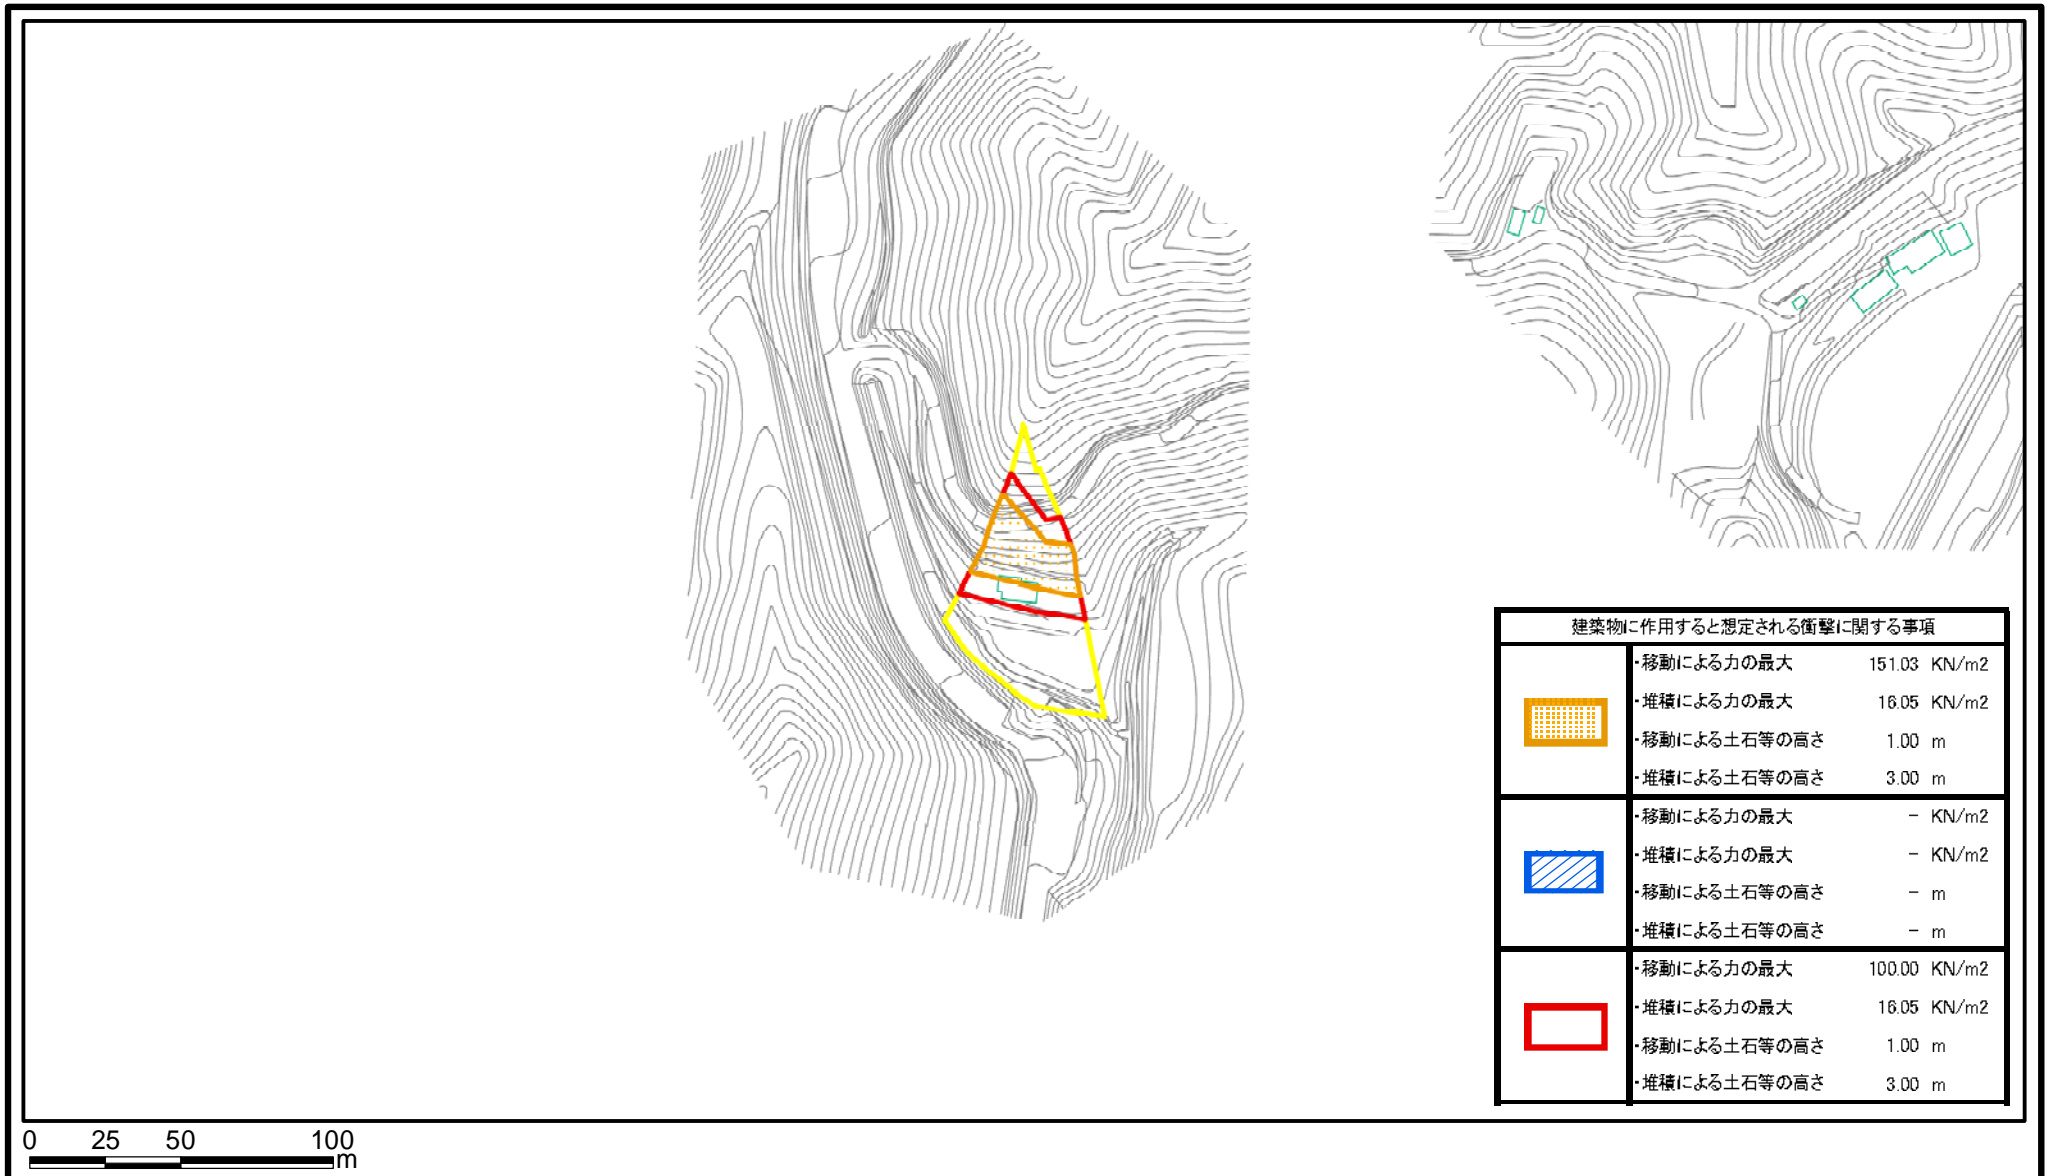 建築物に作用すると想定される衝撃に関する事項
・移動による力の最大 151.03 KN/m2
・堆積による力の最大 16.05 KN/m2
・移動による土石等の高さ 1.00 m
・堆積による土石等の高さ 3.00 m
・移動による力の最大 - KN/m2
・堆積による力の最大 - KN/m2
・移動による土石等の高さ - m
・堆積による土石等の高さ - m
・移動による力の最大 100.00 KN/m2
・堆積による力の最大 16.05 KN/m2
・移動による土石等の高さ 1.00 m
・堆積による土石等の高さ 3.00 m
0 25 50 100
m